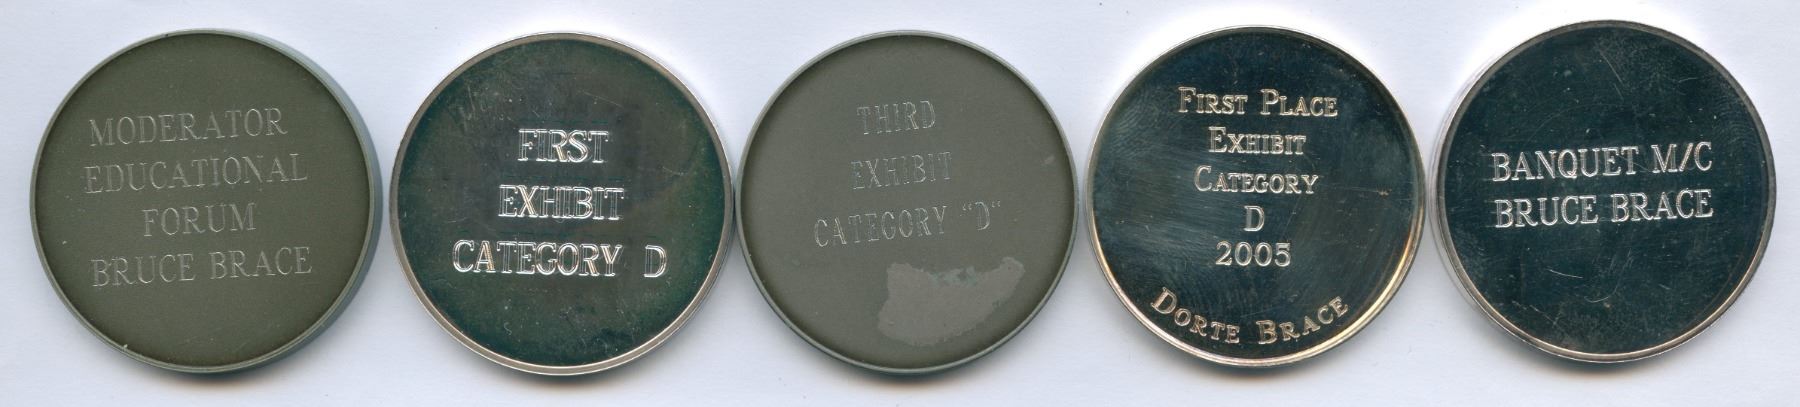 MODERATOR
EDUCATIONAL
FORUM
BRUCE BRACE
FIRST
EXHIBIT
CATEGORY D
THIRD
EXHIBIT
CATEGORY "D"
FIRST PLACE
EXHIBIT
CATEGORY
D
2005
DORTE BRACE
BANQUET M/C
BRUCE BRACE